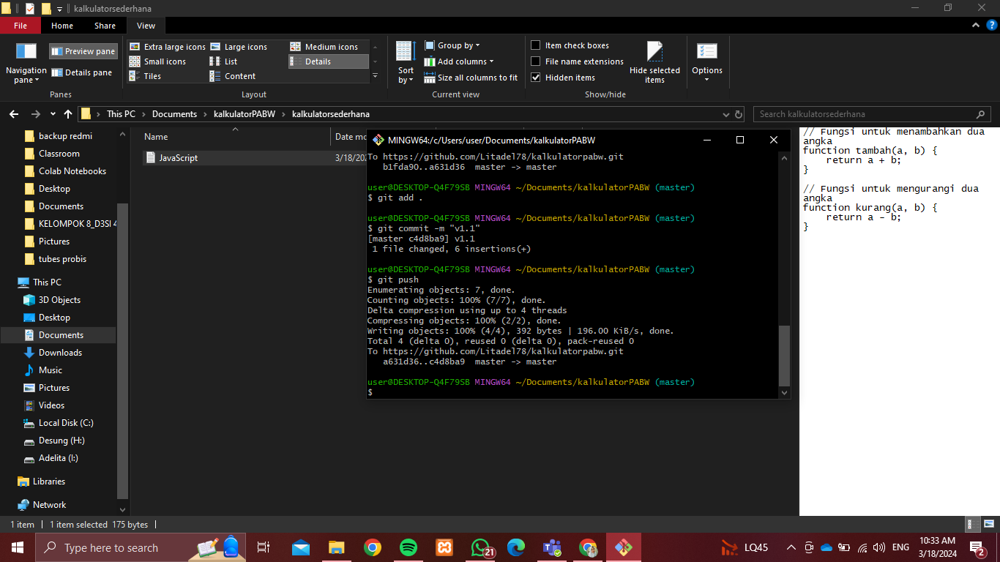 kalkulatorsederhana
File Home Share View
Navigation pane
Preview pane
Details pane
Panes
Extra large icons Large icons Medium icons
Small icons List Details
Tiles Content
Layout
Sort by
Group by
Add columns
Size all columns to fit
Current view
Item check boxes
File name extensions
Hidden items
Hide selected items
Show/hide
Options
This PC > Documents > kalkulatorPABW > kalkulatorsederhana
Search kalkulatorsederhana
backup redmi
Classroom
Colab Notebooks
Desktop
Documents
KELOMPOK 8_D3SI 4
Pictures
tubes probis
This PC
3D Objects
Desktop
Documents
Downloads
Music
Pictures
Videos
Local Disk (C:)
Desung (H:)
Adelita (I:)
Libraries
Network
Name Date mo
JavaScript 3/18/202
MINGW64:/c/Users/user/Documents/kalkulatorPABW
To https://github.com/Litadel78/kalkulatorpabw.git
b1fda90..a631d36 master -> master
user@DESKTOP-Q4F79SB MINGW64 ~/Documents/kalkulatorPABW (master)
$ git add .
user@DESKTOP-Q4F79SB MINGW64 ~/Documents/kalkulatorPABW (master)
$ git commit -m "v1.1"
[master c4d8ba9] v1.1
1 file changed, 6 insertions(+)
user@DESKTOP-Q4F79SB MINGW64 ~/Documents/kalkulatorPABW (master)
$ git push
Enumerating objects: 7, done.
Counting objects: 100% (7/7), done.
Delta compression using up to 4 threads
Compressing objects: 100% (2/2), done.
Writing objects: 100% (4/4), 392 bytes | 196.00 KiB/s, done.
Total 4 (delta 0), reused 0 (delta 0), pack-reused 0
To https://github.com/Litadel78/kalkulatorpabw.git
a631d36..c4d8ba9 master -> master
user@DESKTOP-Q4F79SB MINGW64 ~/Documents/kalkulatorPABW (master)
$
// Fungsi untuk menambahkan dua
angka
function tambah(a, b) {
return a + b;
}
// Fungsi untuk mengurangi dua
angka
function kurang(a, b) {
return a - b;
}
1 item 1 item selected 175 bytes
Type here to search
21
LQ45
ENG
10:33 AM
3/18/2024
2